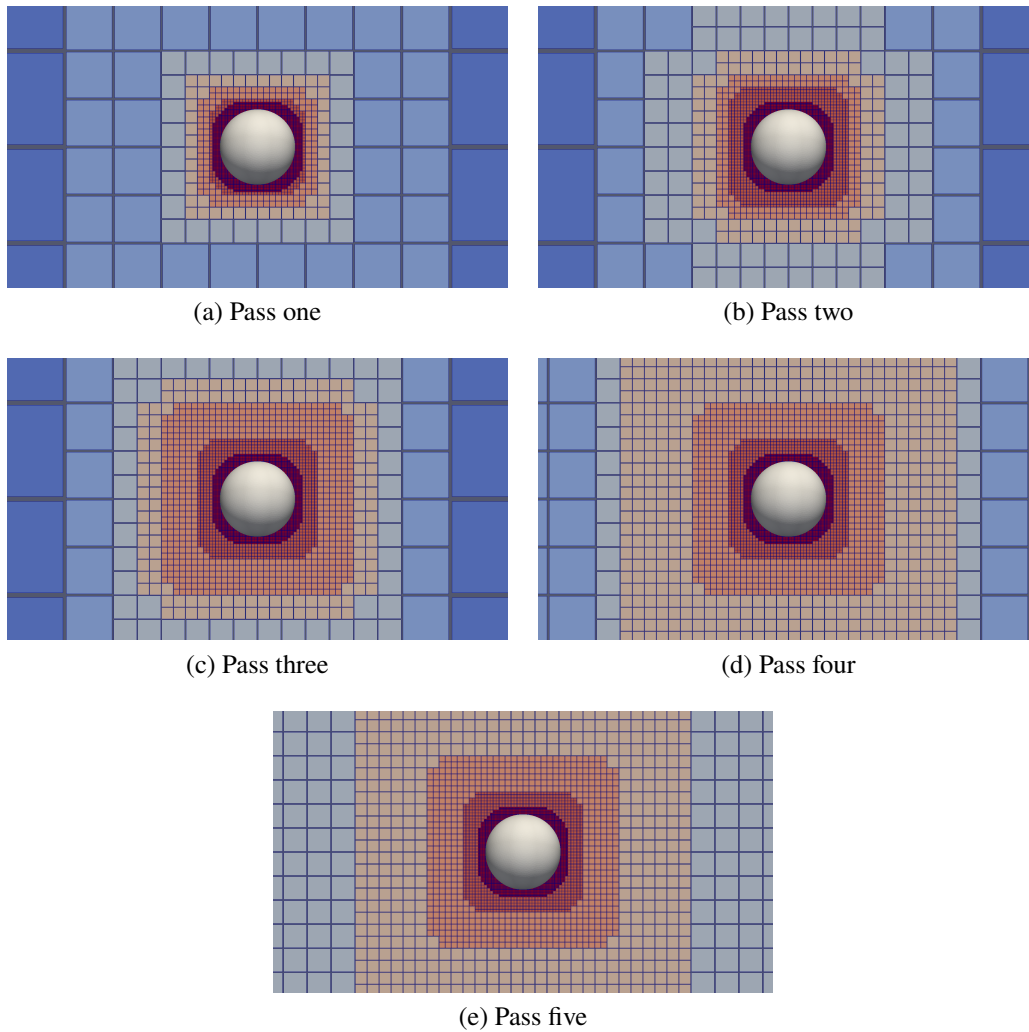 (a) Pass one
(b) Pass two
(c) Pass three
(d) Pass four
(e) Pass five